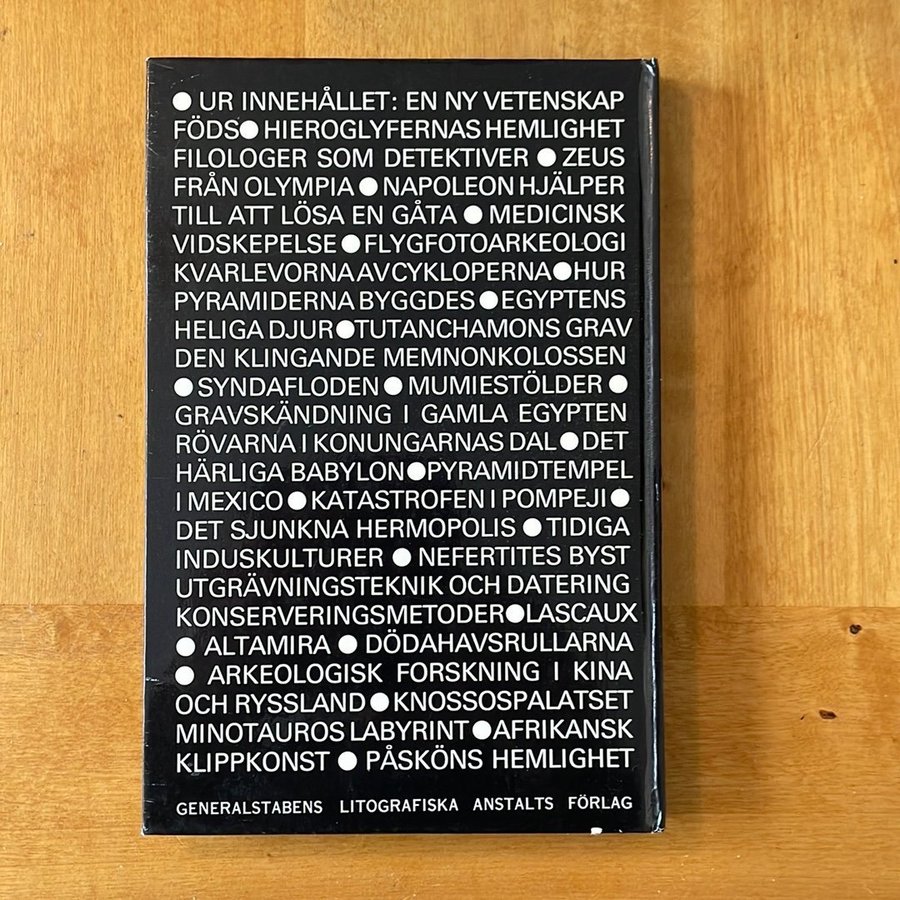 ● UR INNEHÅLLET: EN NY VETENSKAP
FÖDS ● HIEROGLYFERNAS HEMLIGHET
FILOLOGER SOM DETEKTIVER ● ZEUS
FRÅN OLYMPIA ● NAPOLEON HJÄLPER
TILL ATT LÖSA EN GÅTA ● MEDICINSK
VIDSKEPELSE ● FLYGFOTOARKEOLOGI
KVARLEVORNA AV CYKLOPERNA ● HUR
PYRAMIDERNA BYGGDES ● EGYPTENS
HELIGA DJUR ● TUTANCHAMONS GRAV
DEN KLINGANDE MEMNONKOLOSSEN
● SYNDAFLODEN ● MUMIESTÖLDER ●
GRAVSKÄNDNING I GAMLA EGYPTEN
RÖVARNA I KONUNGARNAS DAL ● DET
HÄRLIGA BABYLON ● PYRAMIDTEMPEL
I MEXICO ● KATASTROFEN I POMPEJI ●
DET SJUNKNA HERMOPOLIS ● TIDIGA
INDUSKULTURER ● NEFERTITES BYST
UTGRÄVNINGSTEKNIK OCH DATERING
KONSERVERINGSMETODER ● LASCAUX
● ALTAMIRA ● DÖDAHAVSRULLARNA
● ARKEOLOGISK FORSKNING I KINA
OCH RYSSLAND ● KNOSSOSPALATSET
MINOTAUROS LABYRINT ● AFRIKANSK
KLIPPKONST ● PÅSKÖNS HEMLIGHET
GENERALSTABENS LITOGRAFISKA ANSTALTS FÖRLAG